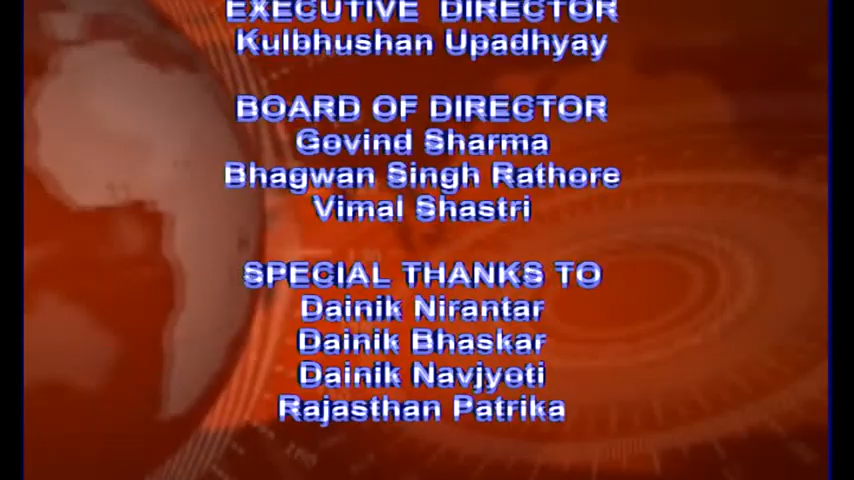 EXECUTIVE DIRECTOR
Kulbhushan Upadhyay
BOARD OF DIRECTOR
Govind Sharma
Bhagwan Singh Rathore
Vimal Shastri
SPECIAL THANKS TO
Dainik Nirantar
Dainik Bhaskar
Dainik Navjyoti
Rajasthan Patrika